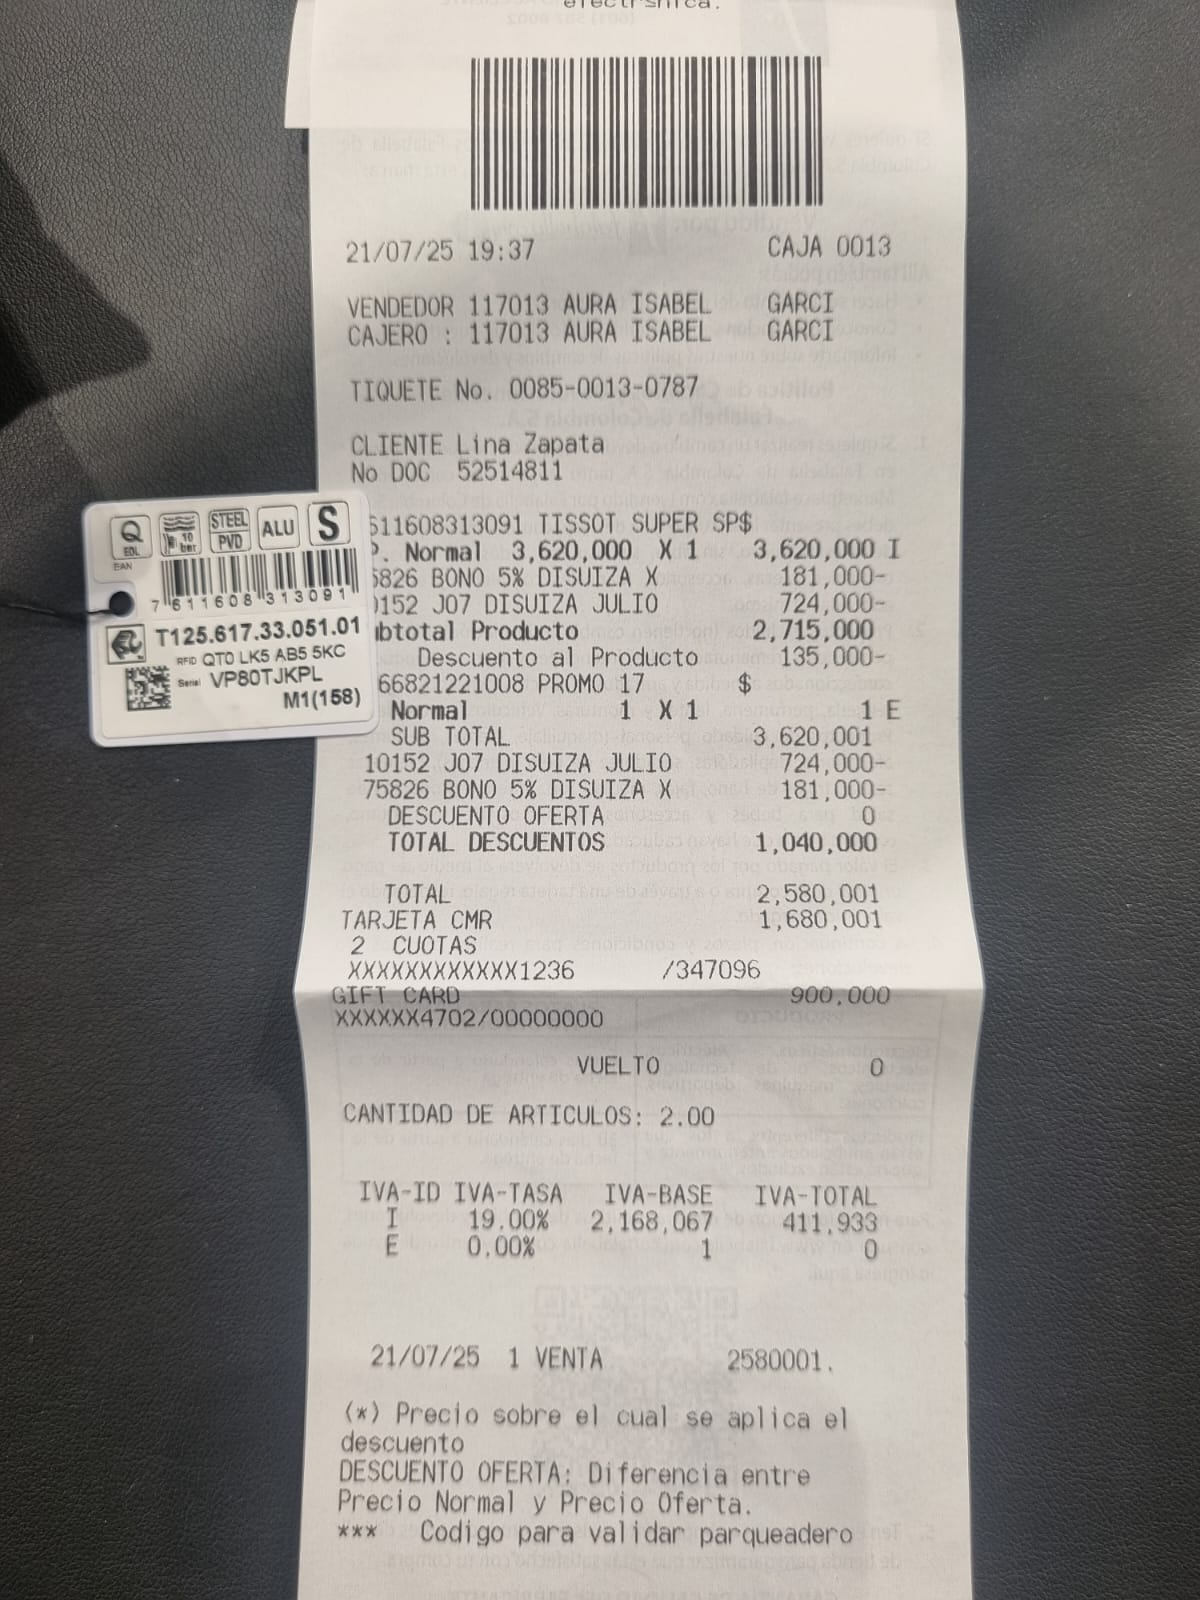 21/07/25 19:37 CAJA 0013
VENDEDOR 117013 AURA ISABEL GARCI
CAJERO : 117013 AURA ISABEL GARCI
TIQUETE No. 0085-0013-0787
CLIENTE Lina Zapata
No DOC 52514811
611608313091 TISSOT SUPER SP$
P. Normal 3,620,000 X 1 3,620,000 I
5826 BONO 5% DISUIZA X 181,000-
0152 J07 DISUIZA JULIO 724,000-
ubtotal Producto 2,715,000
Descuento al Producto 135,000-
66821221008 PROMO 17 $
Normal 1 X 1 1 E
SUB TOTAL 3,620,001
10152 J07 DISUIZA JULIO 724,000-
75826 BONO 5% DISUIZA X 181,000-
DESCUENTO OFERTA 0
TOTAL DESCUENTOS 1,040,000
TOTAL 2,580,001
TARJETA CMR 1,680,001
2 CUOTAS
XXXXXXXXXXXX1236 /347096
GIFT CARD 900,000
XXXXXX4702/00000000
VUELTO 0
CANTIDAD DE ARTICULOS: 2.00
IVA-ID IVA-TASA IVA-BASE IVA-TOTAL
I 19.00% 2,168,067 411,933
E 0.00% 1 0
21/07/25 1 VENTA 2580001.
(*) Precio sobre el cual se aplica el
descuento
DESCUENTO OFERTA: Diferencia entre
Precio Normal y Precio Oferta.
*** Codigo para validar parqueadero
Q EOL 10 bar STEEL PVD ALU S
EAN
7 611608 313091
T125.617.33.051.01
RFID QT0 LK5 AB5 5KC
Serial VP80TJKPL
M1(158)